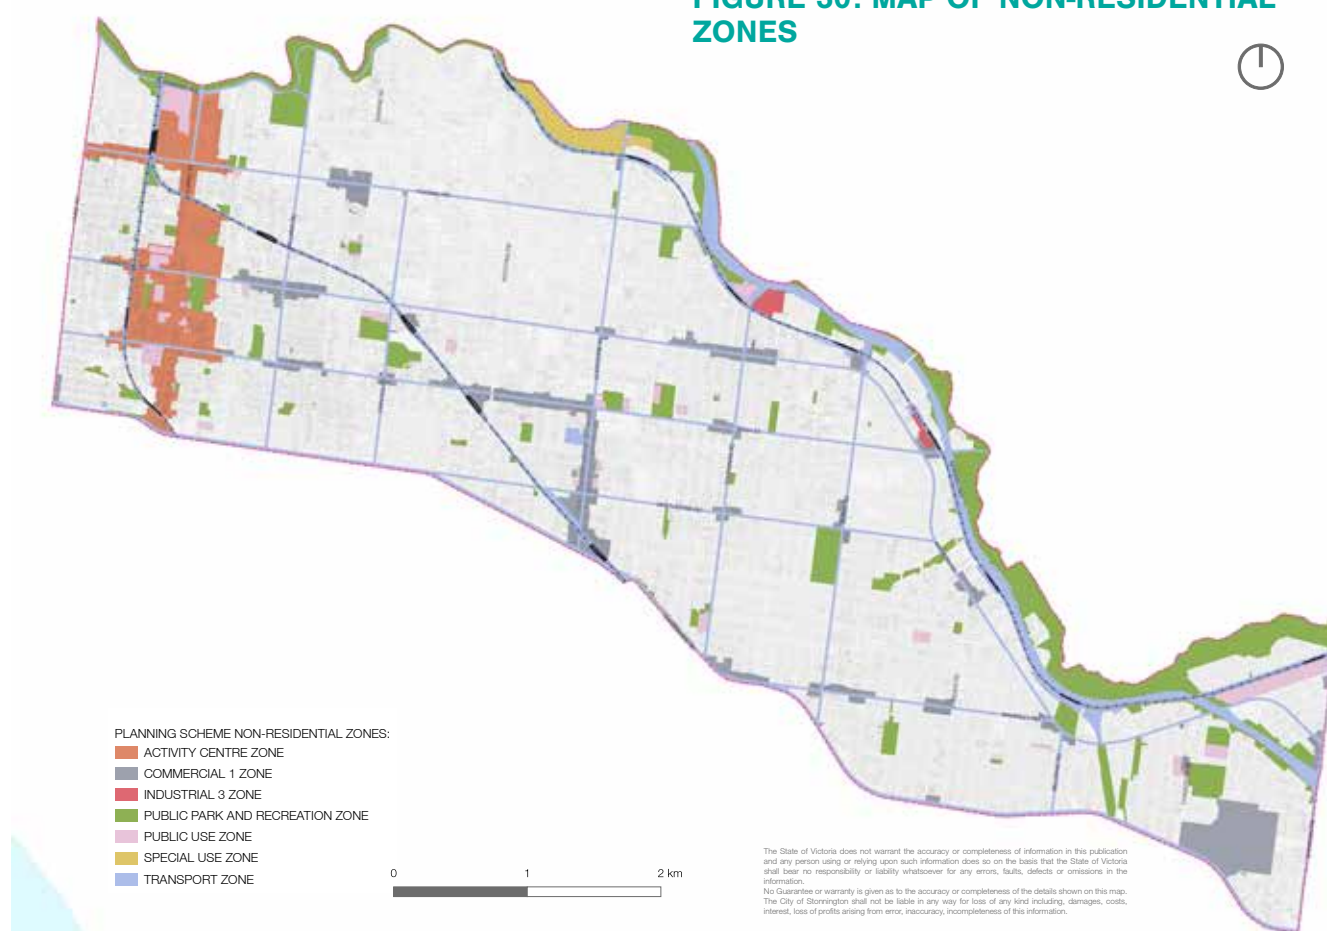 FIGURE 30: MAP OF NON-RESIDENTIAL
ZONES
PLANNING SCHEME NON-RESIDENTIAL ZONES:
ACTIVITY CENTRE ZONE
COMMERCIAL 1 ZONE
INDUSTRIAL 3 ZONE
PUBLIC PARK AND RECREATION ZONE
PUBLIC USE ZONE
SPECIAL USE ZONE
TRANSPORT ZONE
0 1 2 km
The State of Victoria does not warrant the accuracy or completeness of information in this publication
and any person using or relying upon such information does so on the basis that the State of Victoria
shall bear no responsibility or liability whatsoever for any errors, faults, defects or omissions in the
information.
No Guarantee or warranty is given as to the accuracy or completeness of the details shown on this map.
The City of Stonnington shall not be liable in any way for loss of any kind including, damages, costs,
interest, loss of profits arising from error, inaccuracy, incompleteness of this information.